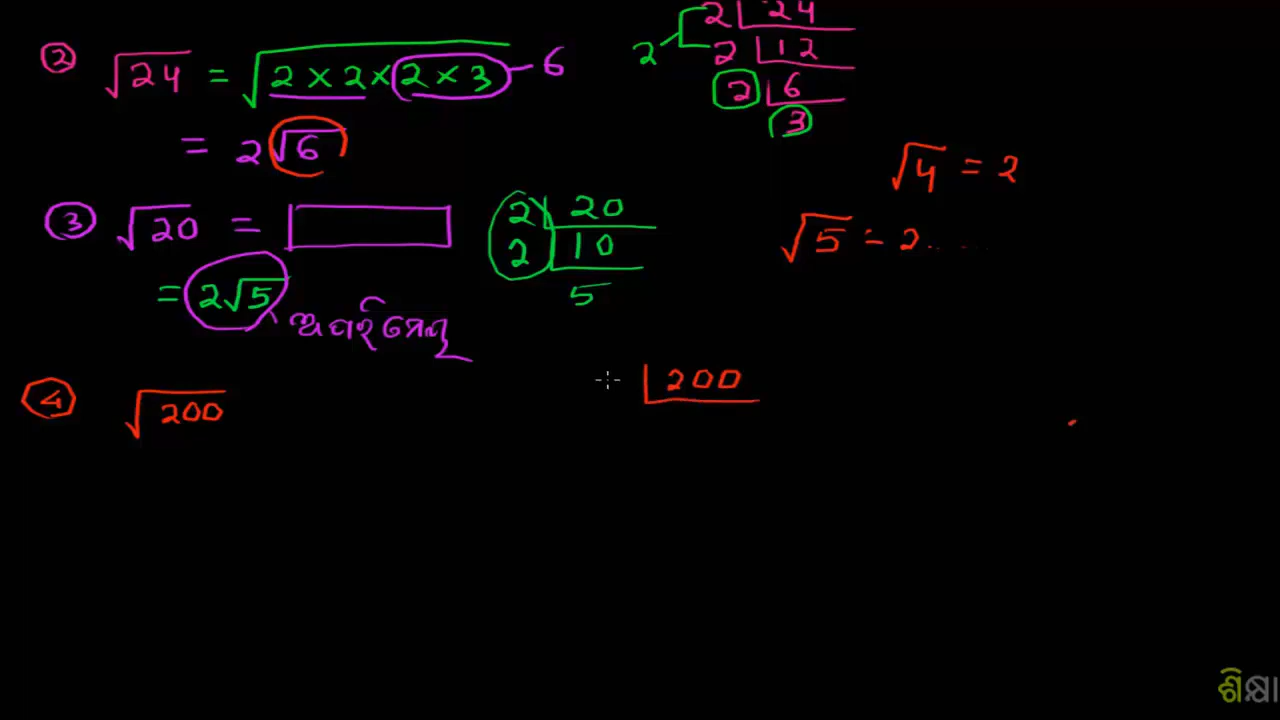 ② √24 = √2 × 2 × 2 × 3 — 6
= 2√6
2 | 24
2 2 | 12
2 | 6
3
√4 = 2
③ √20 =
= 2√5
2 | 20
2 | 10
5
√5 = 2.....
④ √200
| 200
ଶିକ୍ଷା